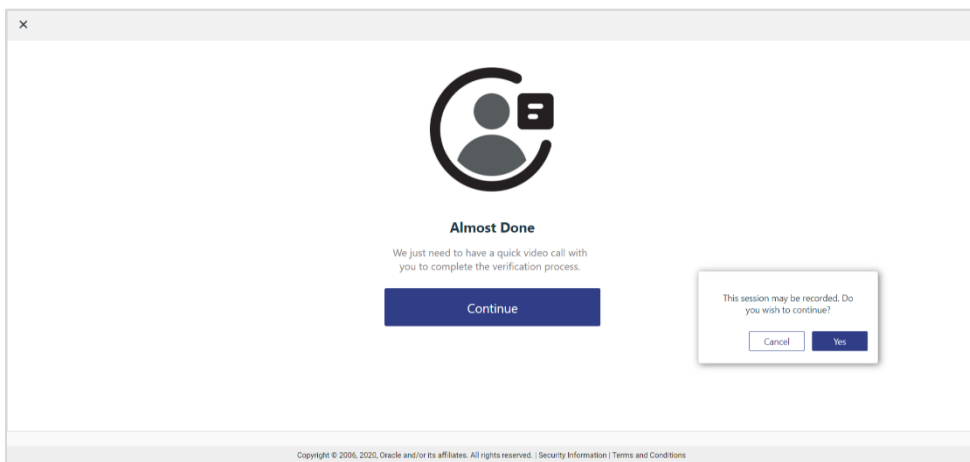 Almost Done
We just need to have a quick video call with
you to complete the verification process.
Continue
This session may be recorded. Do
you wish to continue?
Cancel
Yes
Copyright © 2006, 2020, Oracle and/or its affiliates. All rights reserved. | Security Information | Terms and Conditions